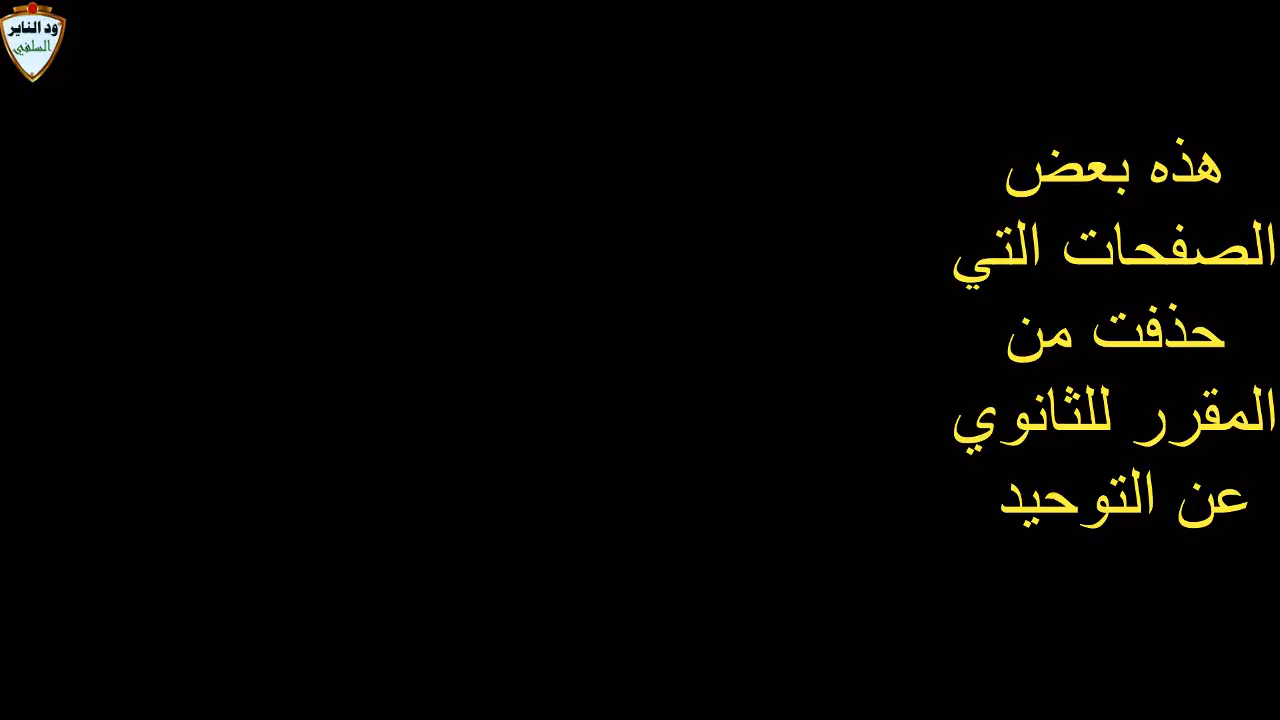 ود الناير
السلفي
هذه بعض
الصفحات التي
حذفت من
المقرر للثانوي
عن التوحيد